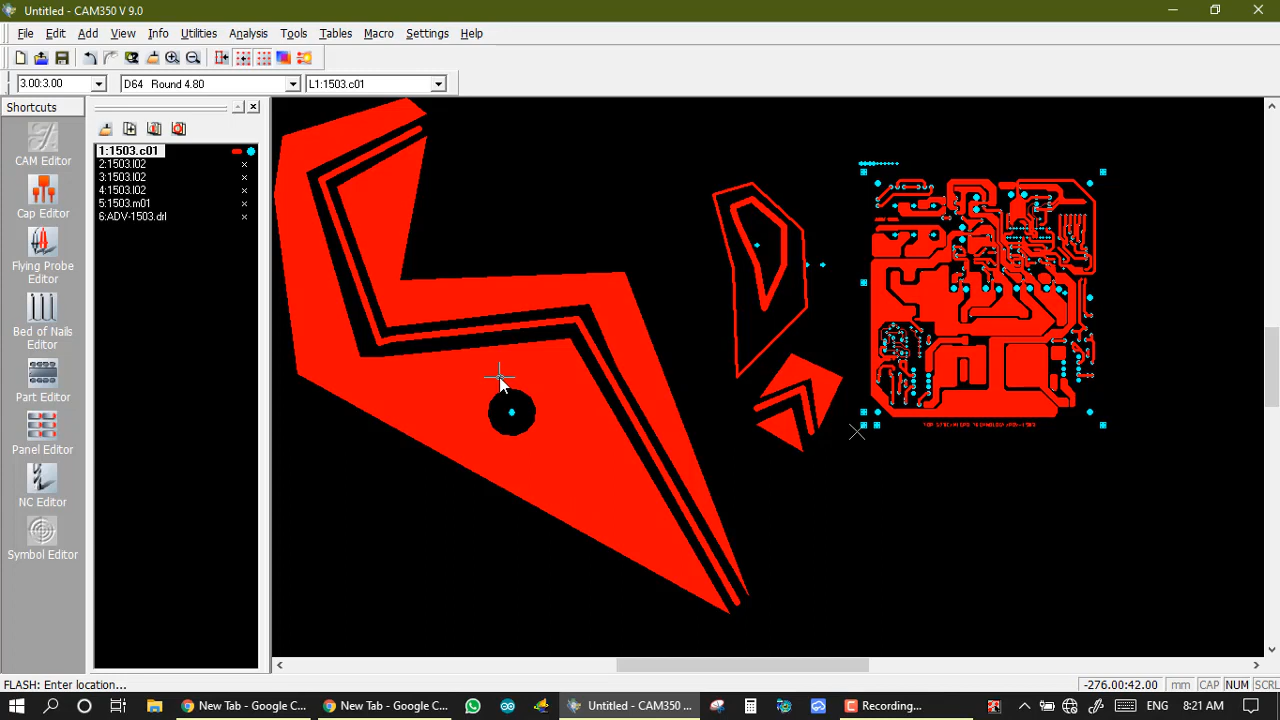 Untitled - CAM350 V 9.0
File Edit Add View Info Utilities Analysis Tools Tables Macro Settings Help
3.00:3.00 D64 Round 4.80 L1:1503.c01
Shortcuts
CAM Editor
Cap Editor
Flying Probe
Editor
Bed of Nails
Editor
Part Editor
Panel Editor
NC Editor
Symbol Editor
1:1503.c01
2:1503.l02
3:1503.l02
4:1503.l02
5:1503.m01
6:ADV-1503.drl
FLASH: Enter location...
-276.00:42.00 mm CAP NUM SCRL
New Tab - Google C... New Tab - Google C... Untitled - CAM350 ... Recording... 8:21 AM